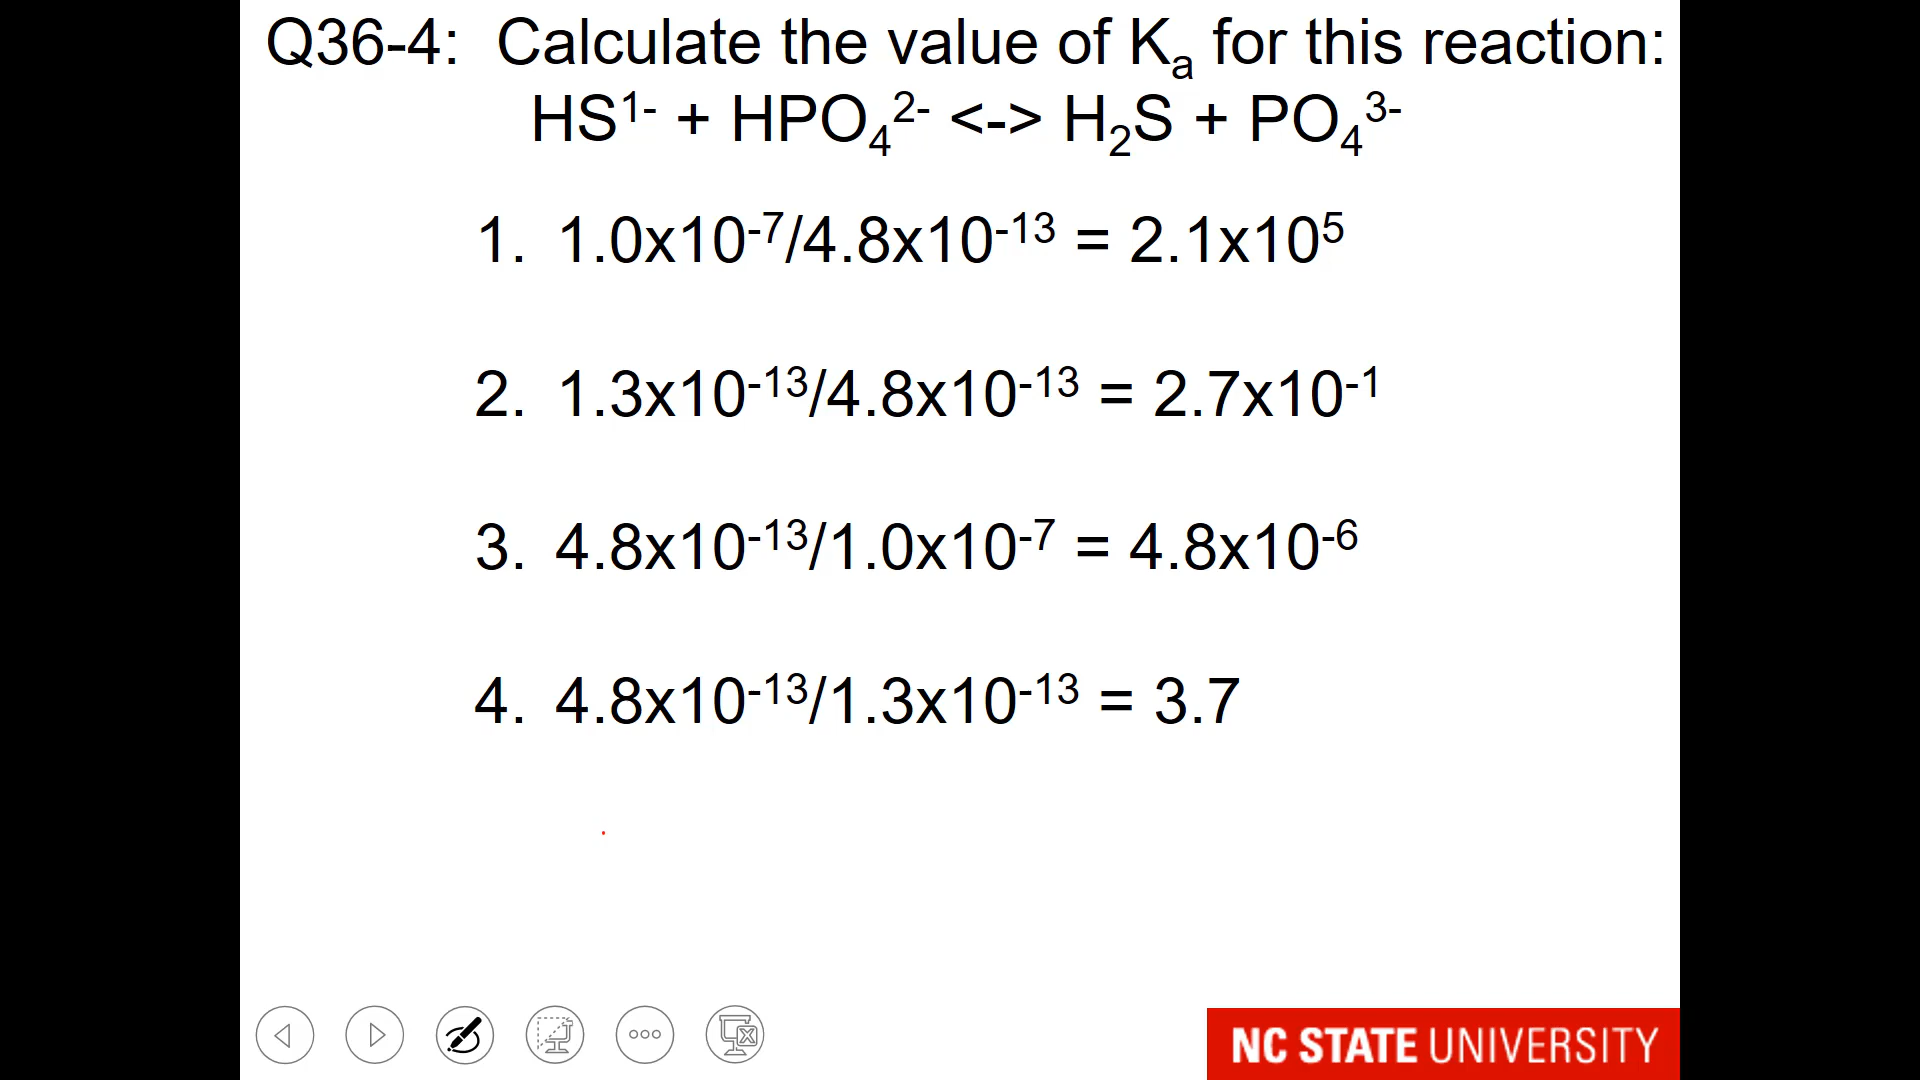 Q36-4: Calculate the value of Kₐ for this reaction:
HS¹⁻ + HPO₄²⁻ <-> H₂S + PO₄³⁻
1. 1.0x10⁻⁷/4.8x10⁻¹³ = 2.1x10⁵
2. 1.3x10⁻¹³/4.8x10⁻¹³ = 2.7x10⁻¹
3. 4.8x10⁻¹³/1.0x10⁻⁷ = 4.8x10⁻⁶
4. 4.8x10⁻¹³/1.3x10⁻¹³ = 3.7
NC STATE UNIVERSITY